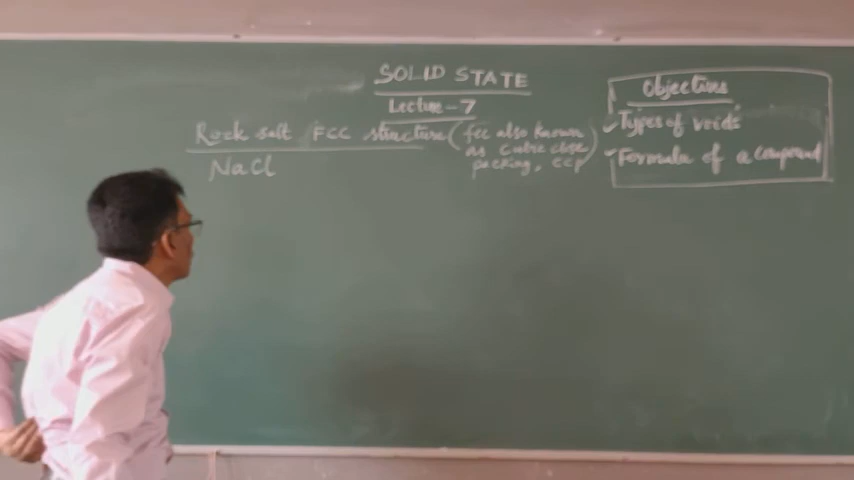 SOLID STATE
Lecture-7
Rock salt FCC structure (fcc also known
as cubic close
packing, ccp)
NaCl
Objectives
✓Types of voids
✓Formula of a compound